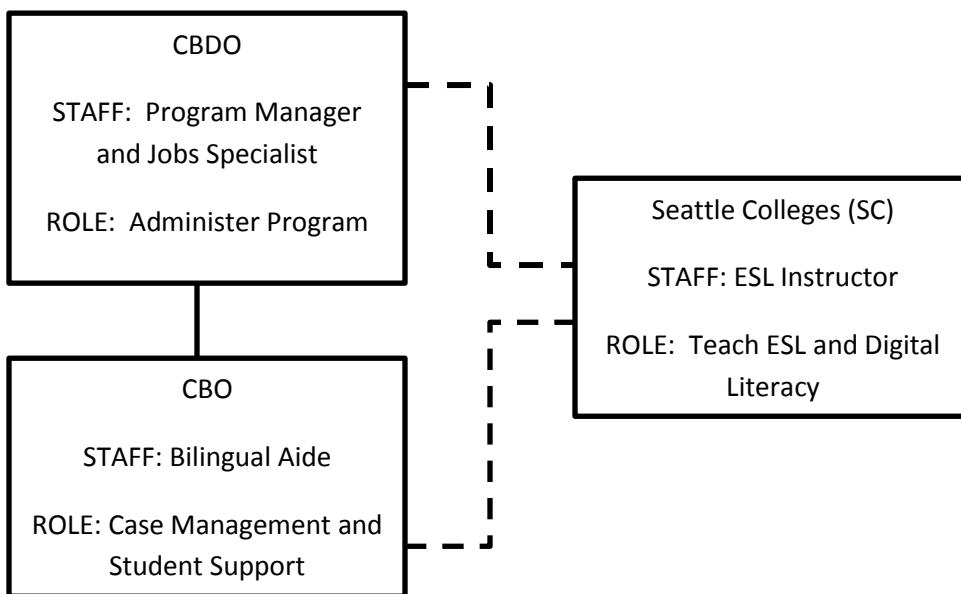 CBDO
STAFF: Program Manager
and Jobs Specialist
ROLE: Administer Program
CBO
STAFF: Bilingual Aide
ROLE: Case Management and
Student Support
Seattle Colleges (SC)
STAFF: ESL Instructor
ROLE: Teach ESL and Digital
Literacy